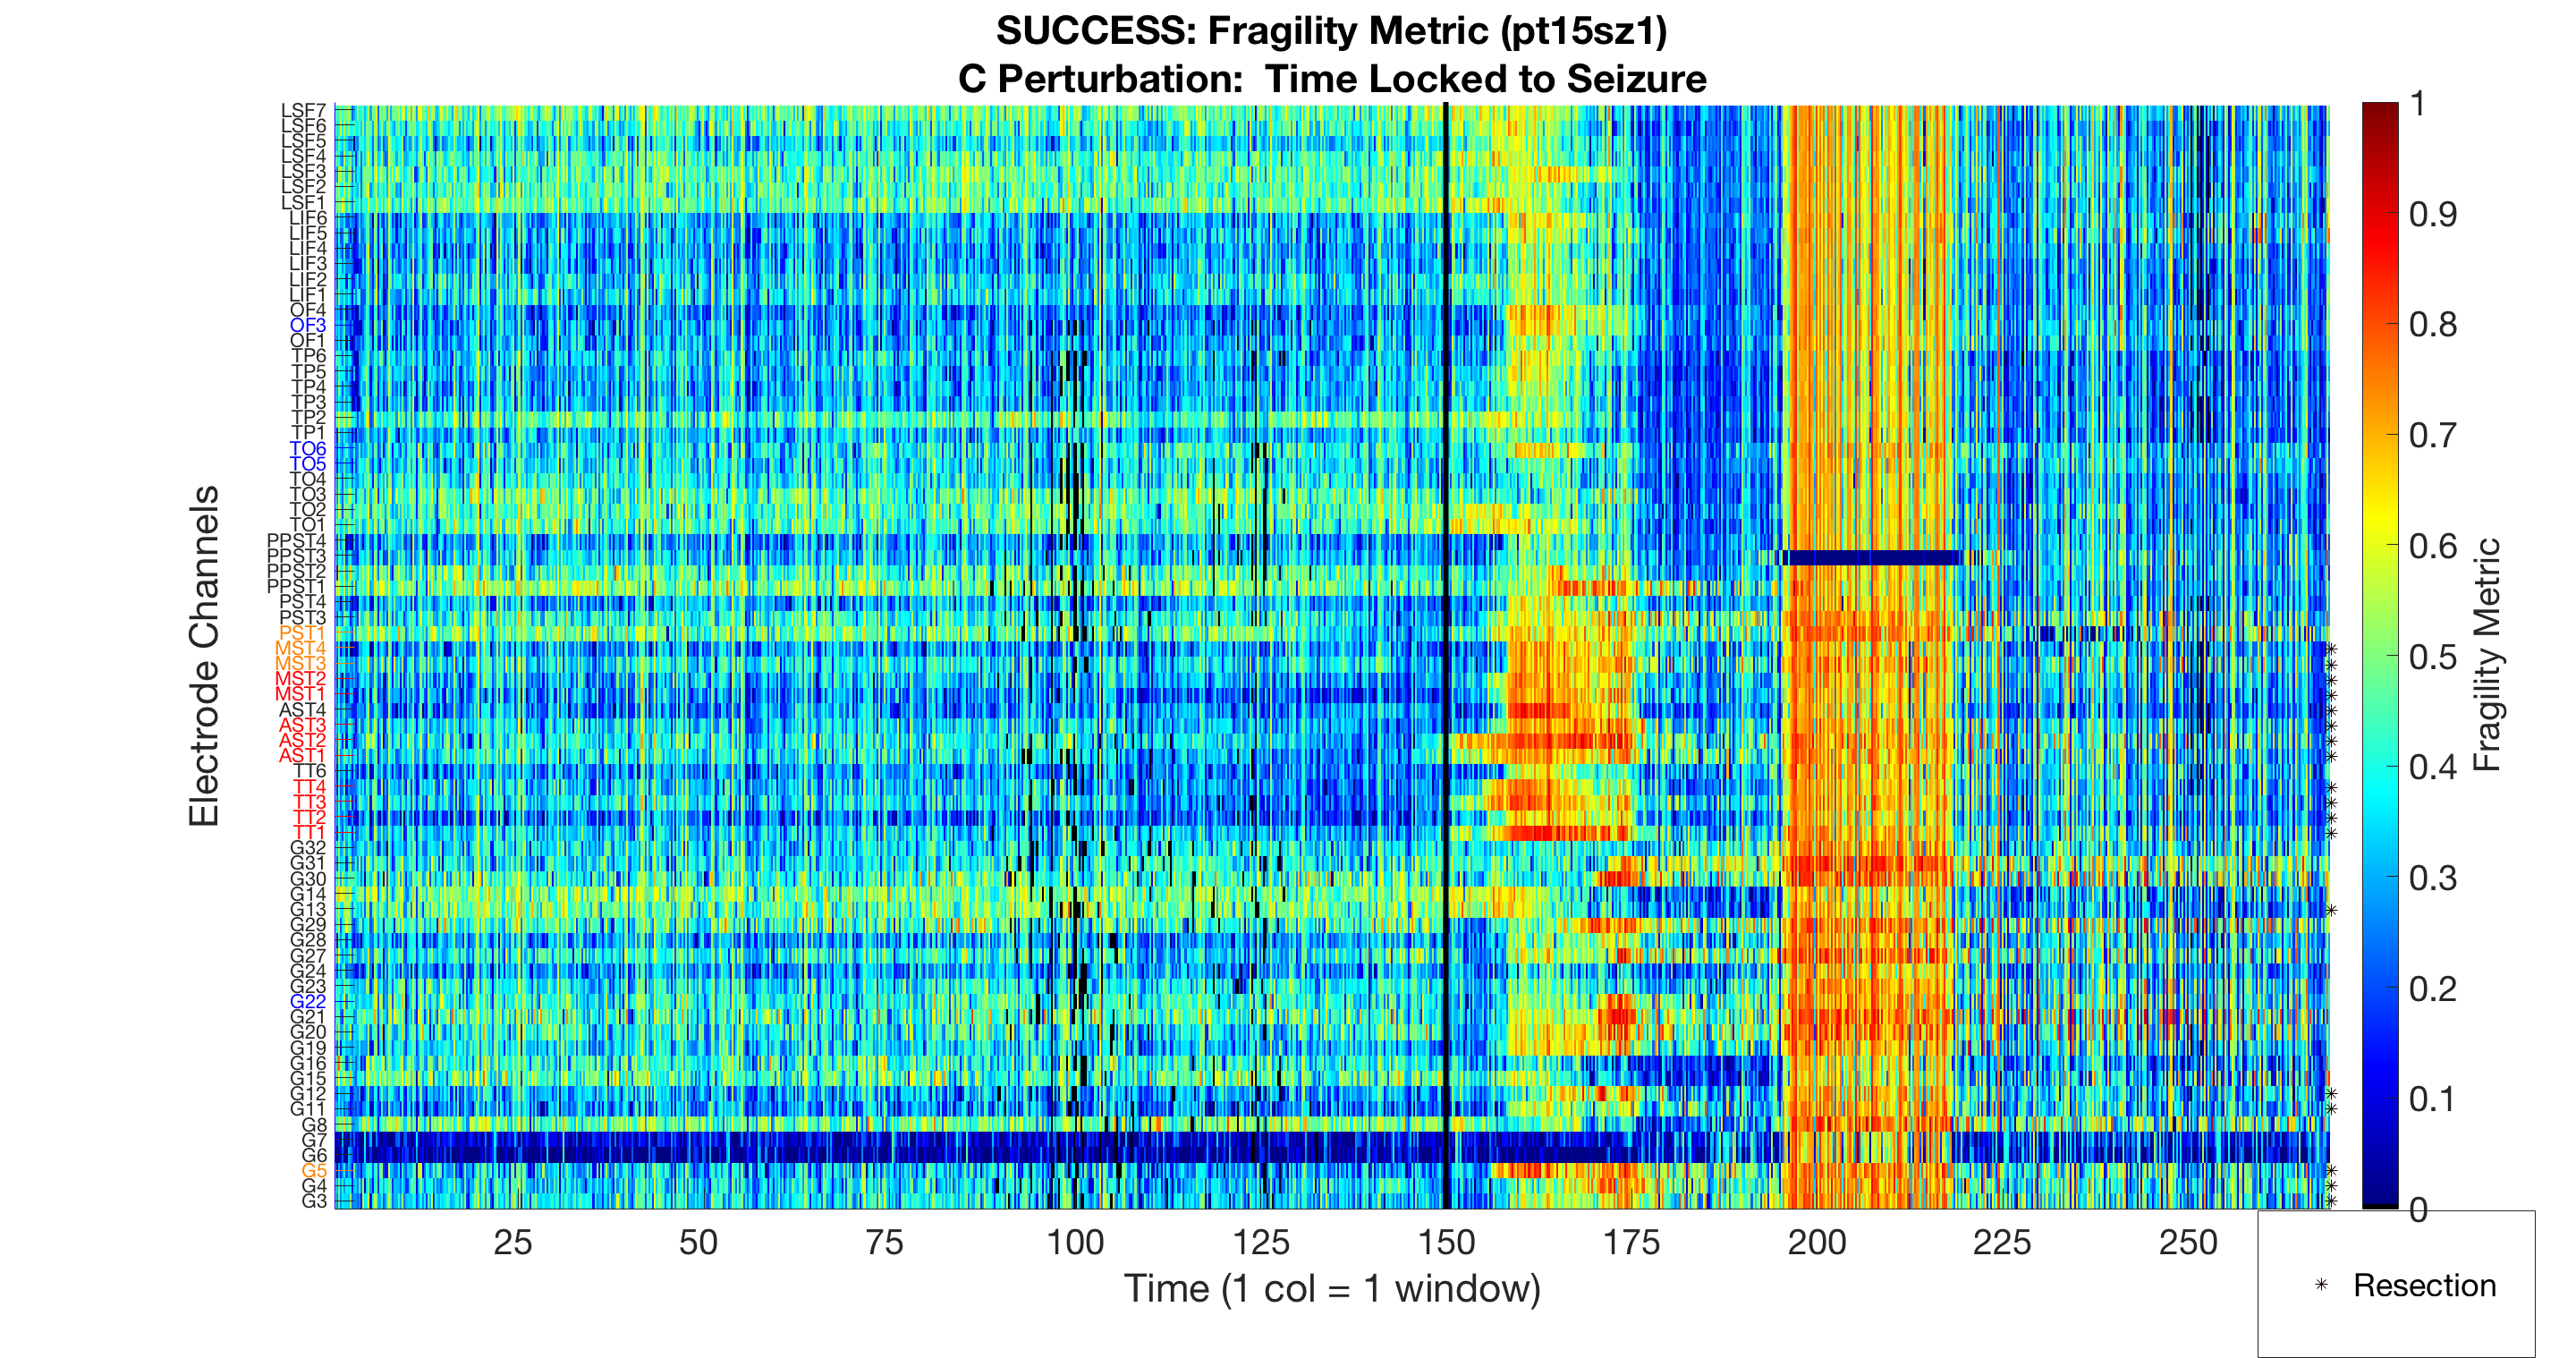 SUCCESS: Fragility Metric (pt15sz1)
C Perturbation:  Time Locked to Seizure
Electrode Channels
LSF7
LSF6
LSF5
LSF4
LSF3
LSF2
LSF1
LIF6
LIF5
LIF4
LIF3
LIF2
LIF1
OF4
OF3
OF1
TP6
TP5
TP4
TP3
TP2
TP1
TO6
TO5
TO4
TO3
TO2
TO1
PPST4
PPST3
PPST2
PPST1
PST4
PST3
PST1
MST4
MST3
MST2
MST1
AST4
AST3
AST2
AST1
TT6
TT4
TT3
TT2
TT1
G32
G31
G30
G14
G13
G29
G28
G27
G24
G23
G22
G21
G20
G19
G16
G15
G12
G11
G8
G7
G6
G5
G4
G3
25 50 75 100 125 150 175 200 225 250
Time (1 col = 1 window)
1
0.9
0.8
0.7
0.6
0.5
0.4
0.3
0.2
0.1
0
Fragility Metric
Resection